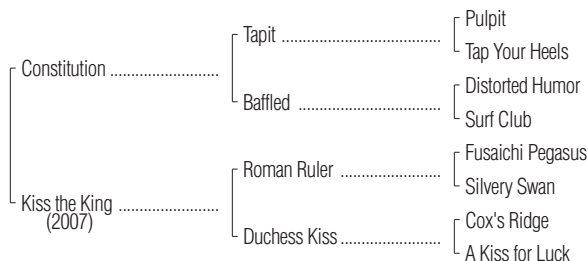 Pulpit
Tapit
Tap Your Heels
Constitution
Distorted Humor
Baffled
Surf Club
Fusaichi Pegasus
Roman Ruler
Silvery Swan
Kiss the King
(2007)
Cox's Ridge
Duchess Kiss
A Kiss for Luck